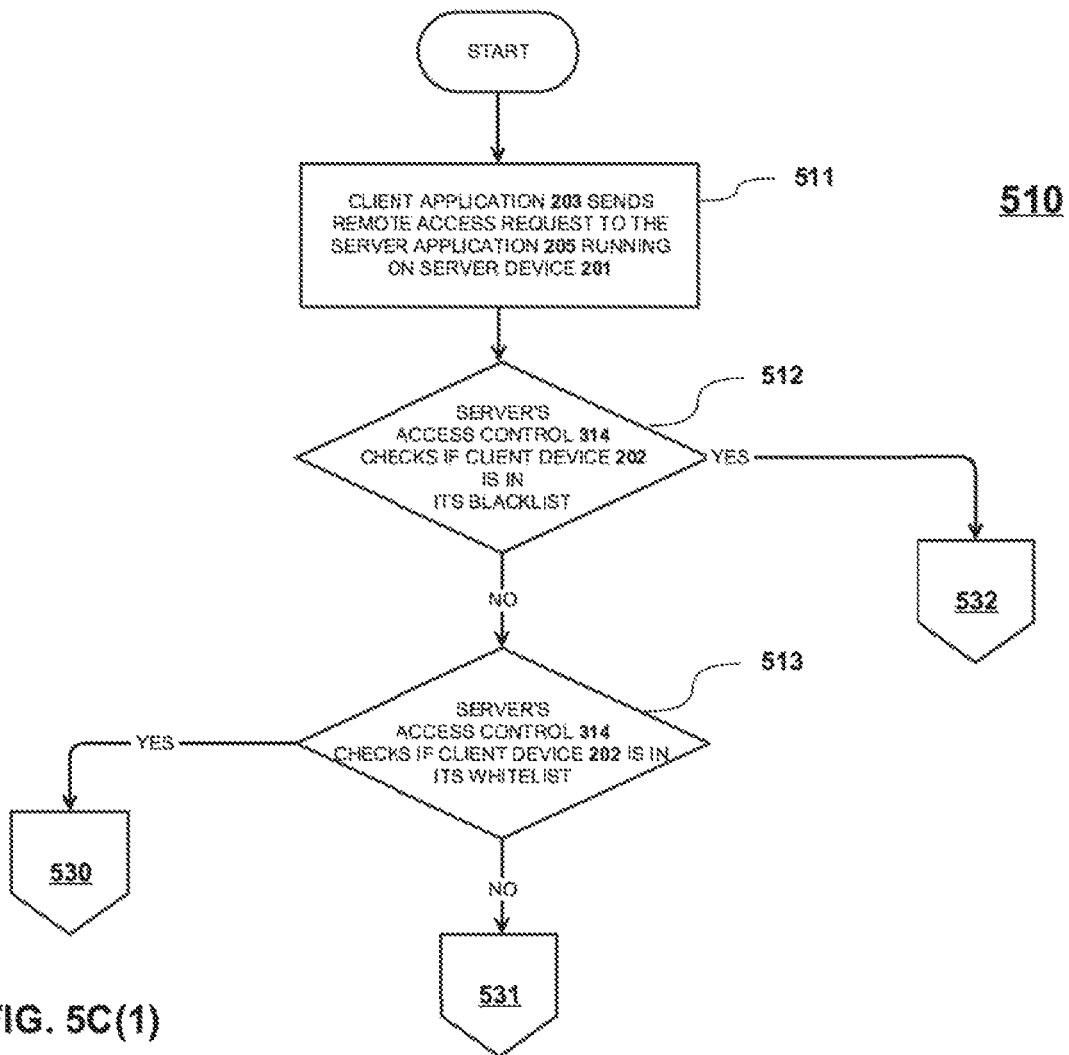 START
511
510
CLIENT APPLICATION 203 SENDS
REMOTE ACCESS REQUEST TO THE
SERVER APPLICATION 205 RUNNING
ON SERVER DEVICE 201
512
SERVER'S
ACCESS CONTROL 314
CHECKS IF CLIENT DEVICE 202
IS IN
ITS BLACKLIST
YES
532
NO
513
SERVER'S
ACCESS CONTROL 314
CHECKS IF CLIENT DEVICE 202 IS IN
ITS WHITELIST
YES
530
NO
531
FIG. 5C(1)